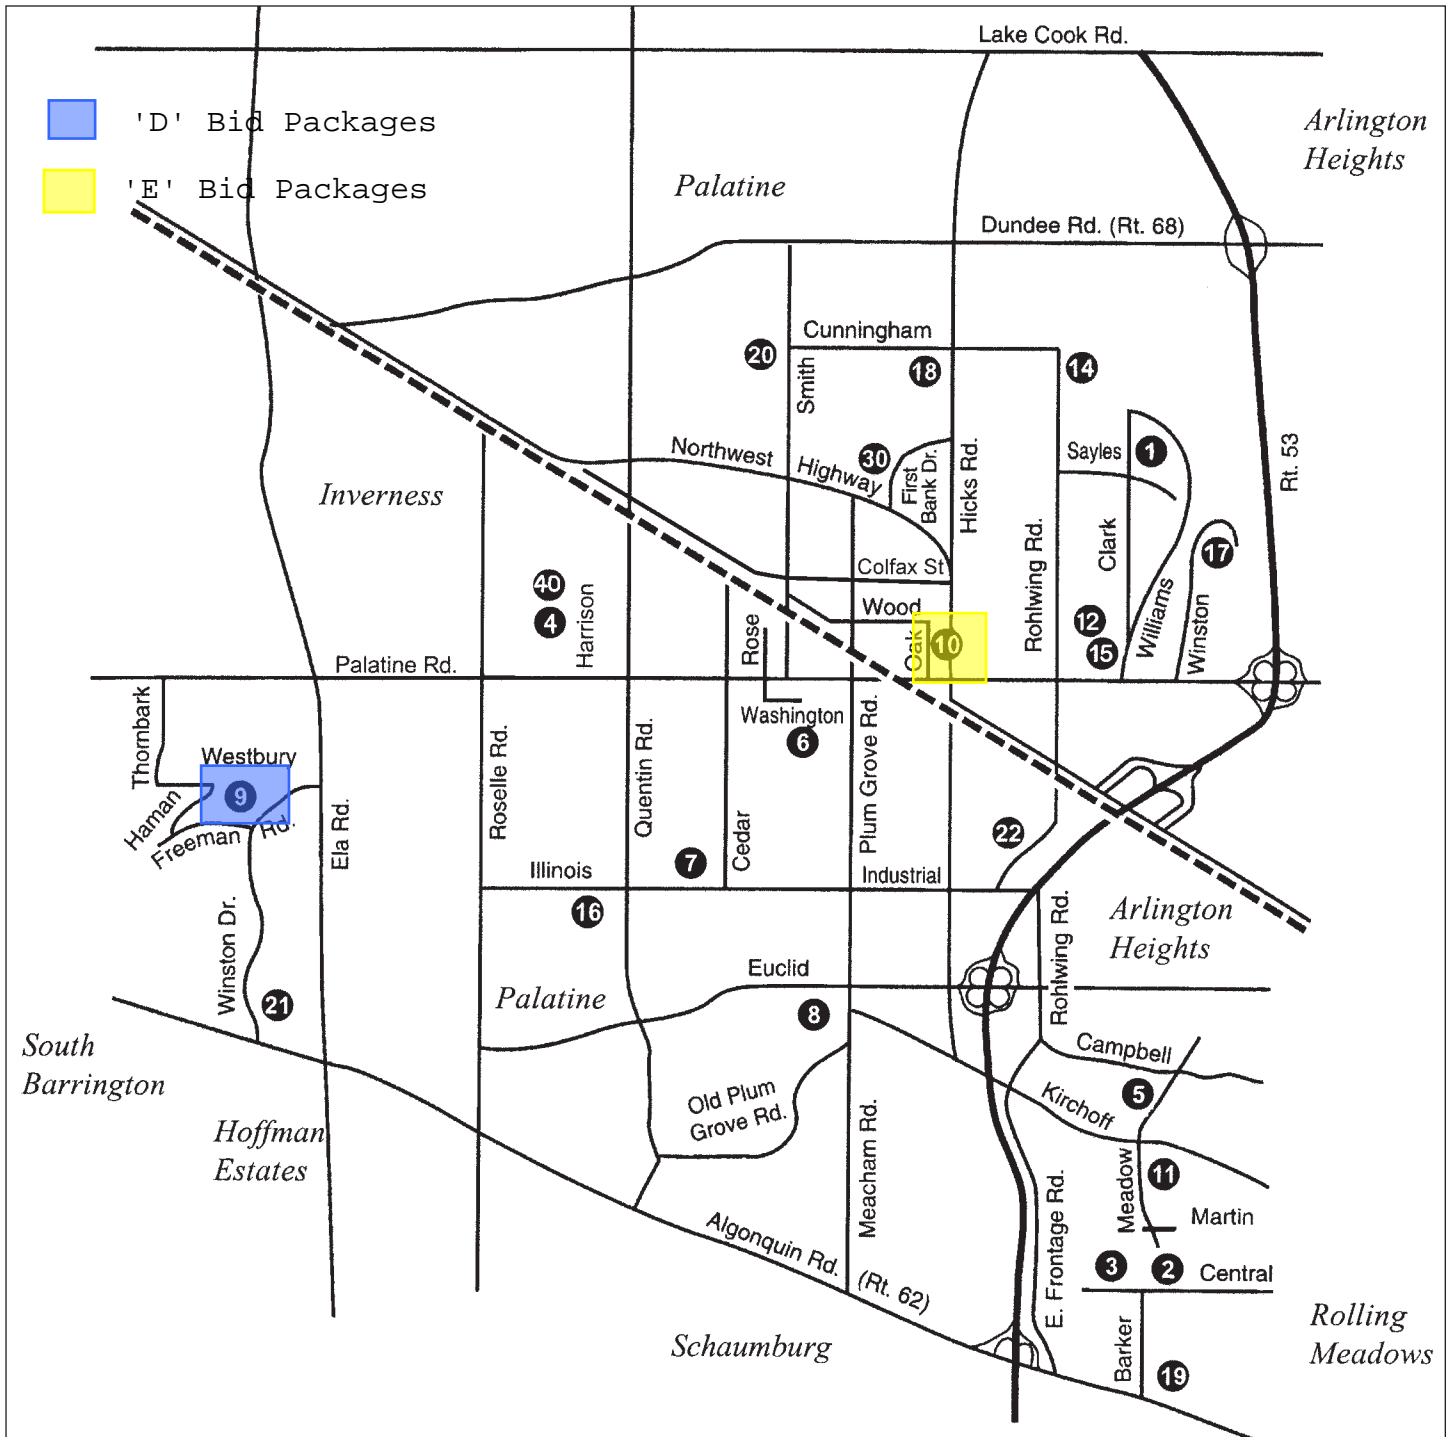 Lake Cook Rd.
'D' Bid Packages
Arlington
Heights
'E' Bid Packages
Palatine
Dundee Rd. (Rt. 68)
Cunningham
20
18
14
Smith
Northwest Highway
30
First
Bank Dr.
Hicks Rd.
Sayles
1
Rt. 53
Inverness
Rohlwing Rd.
Clark
17
Colfax St
40
4
Harrison
Wood
Rose
Oak
10
12
15
Williams
Winston
Palatine Rd.
Thornbark
Washington
6
Westbury
9
Haman
Freeman Rd.
Ela Rd.
Roselle Rd.
Quentin Rd.
Cedar
Plum Grove Rd.
22
7
Illinois
Industrial
16
Winston Dr.
21
Arlington
Heights
Rohlwing Rd.
Euclid
Palatine
8
South
Barrington
Campbell
5
Kirchoff
Old Plum
Grove Rd.
Hoffman
Estates
Meacham Rd.
Meadow
11
Martin
E. Frontage Rd.
3
2
Central
Algonquin Rd. (Rt. 62)
Rolling
Meadows
Schaumburg
Barker
19